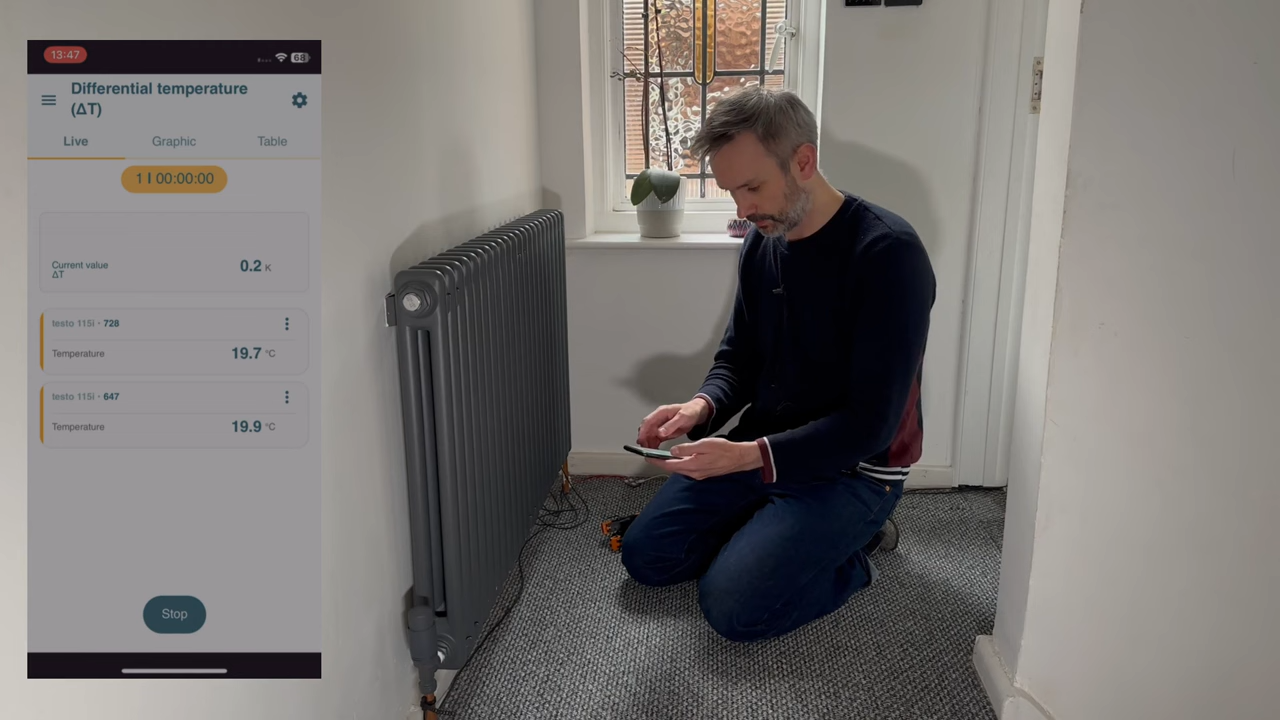 13:47
68
Differential temperature
(ΔT)
Live
Graphic
Table
1 I 00:00:00
Current value
ΔT
0.2 K
testo 115i - 728
Temperature
19.7 °C
testo 115i - 647
Temperature
19.9 °C
Stop